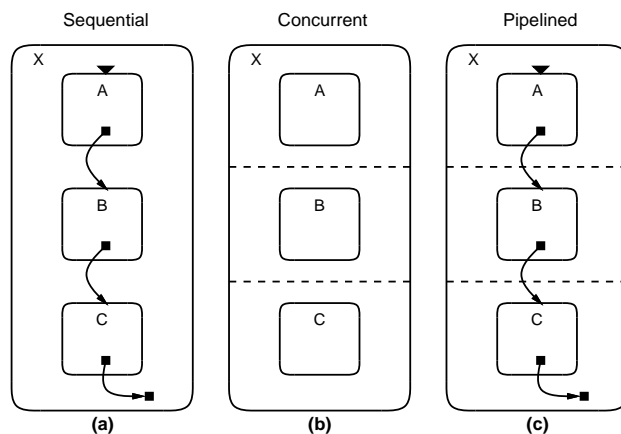 Sequential Concurrent Pipelined
X X X
A A A
B B B
C C C
(a) (b) (c)